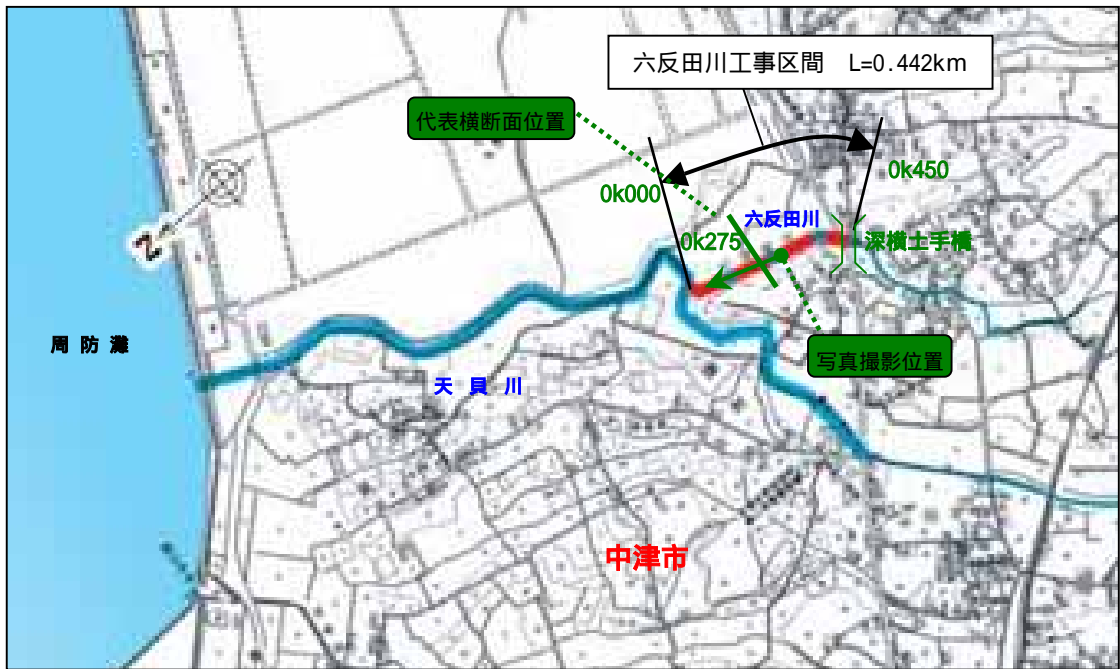 六反田川工事区間 L=0.442km
代表横断面位置
0k000
0k450
六反田川
0k275
深横土手橋
N
周防灘
写真撮影位置
天貝川
中津市